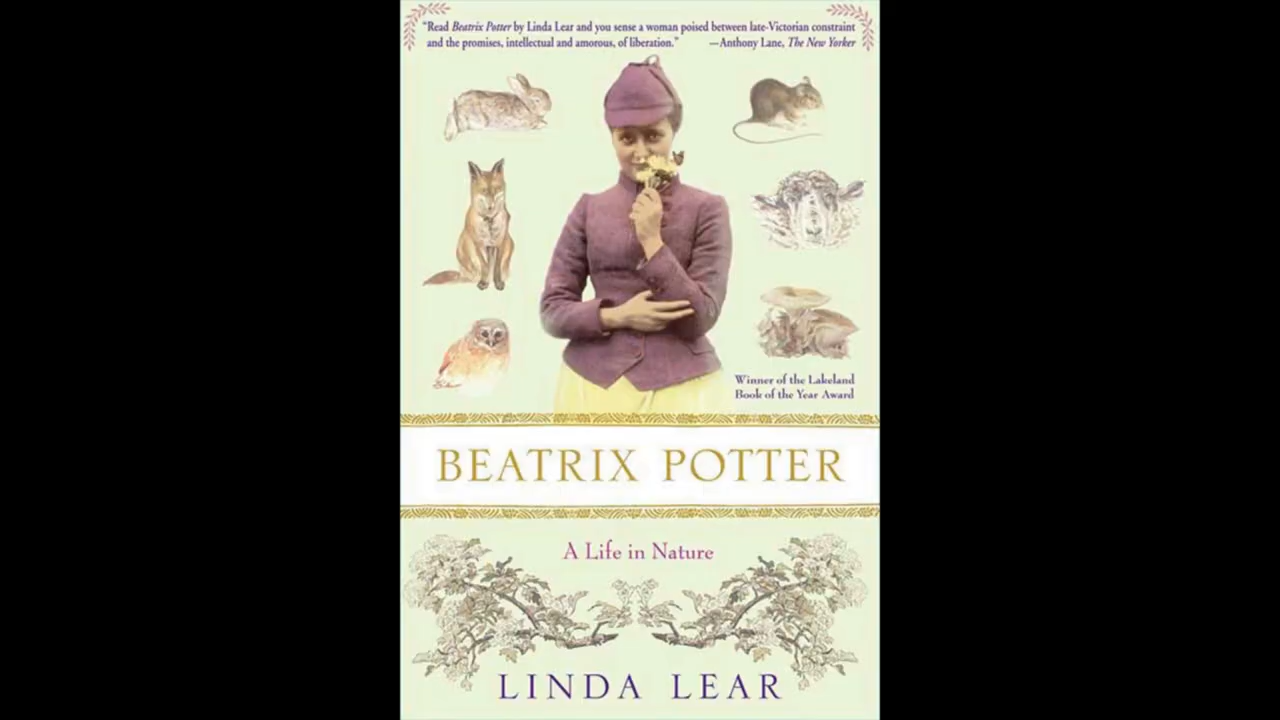 “Read Beatrix Potter by Linda Lear and you sense a woman poised between late-Victorian constraint
and the promises, intellectual and amorous, of liberation.” —Anthony Lane, The New Yorker
Winner of the Lakeland
Book of the Year Award
BEATRIX POTTER
A Life in Nature
LINDA LEAR